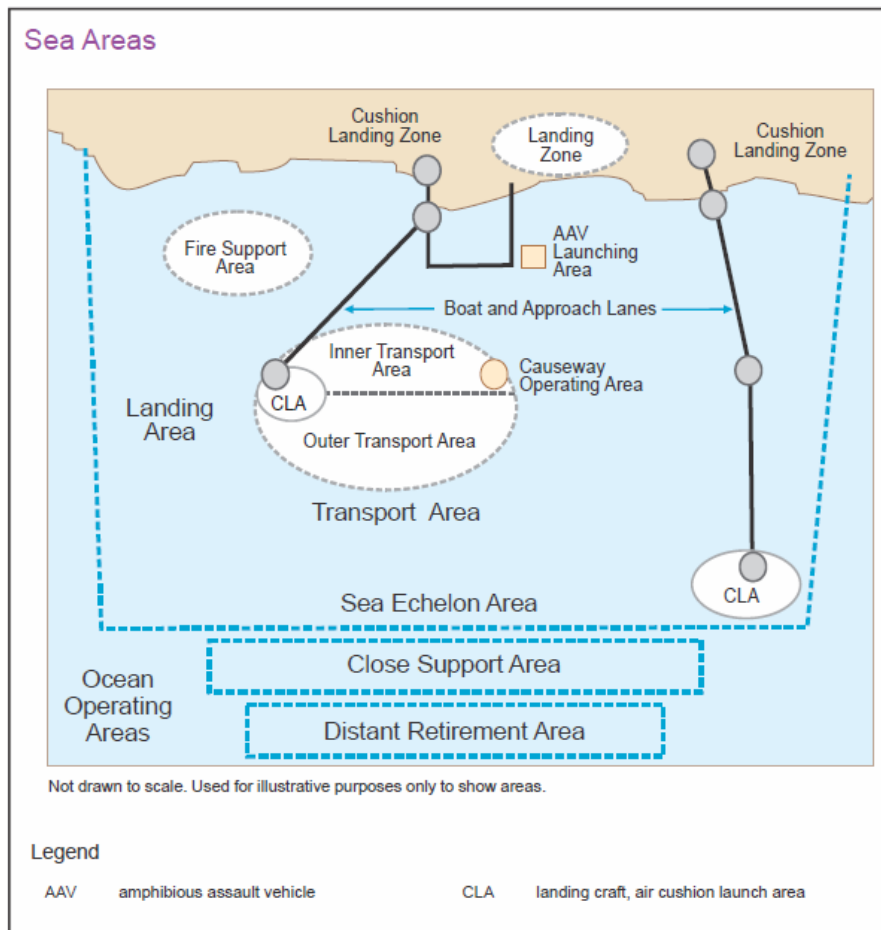 Sea Areas
Cushion
Landing Zone
Landing
Zone
Cushion
Landing Zone
Fire Support
Area
AAV
Launching
Area
Boat and Approach Lanes
Inner Transport
Area
Causeway
Operating Area
CLA
Landing
Area
Outer Transport Area
Transport Area
CLA
Sea Echelon Area
Close Support Area
Ocean
Operating
Areas
Distant Retirement Area
Not drawn to scale. Used for illustrative purposes only to show areas.
Legend
AAV amphibious assault vehicle CLA landing craft, air cushion launch area